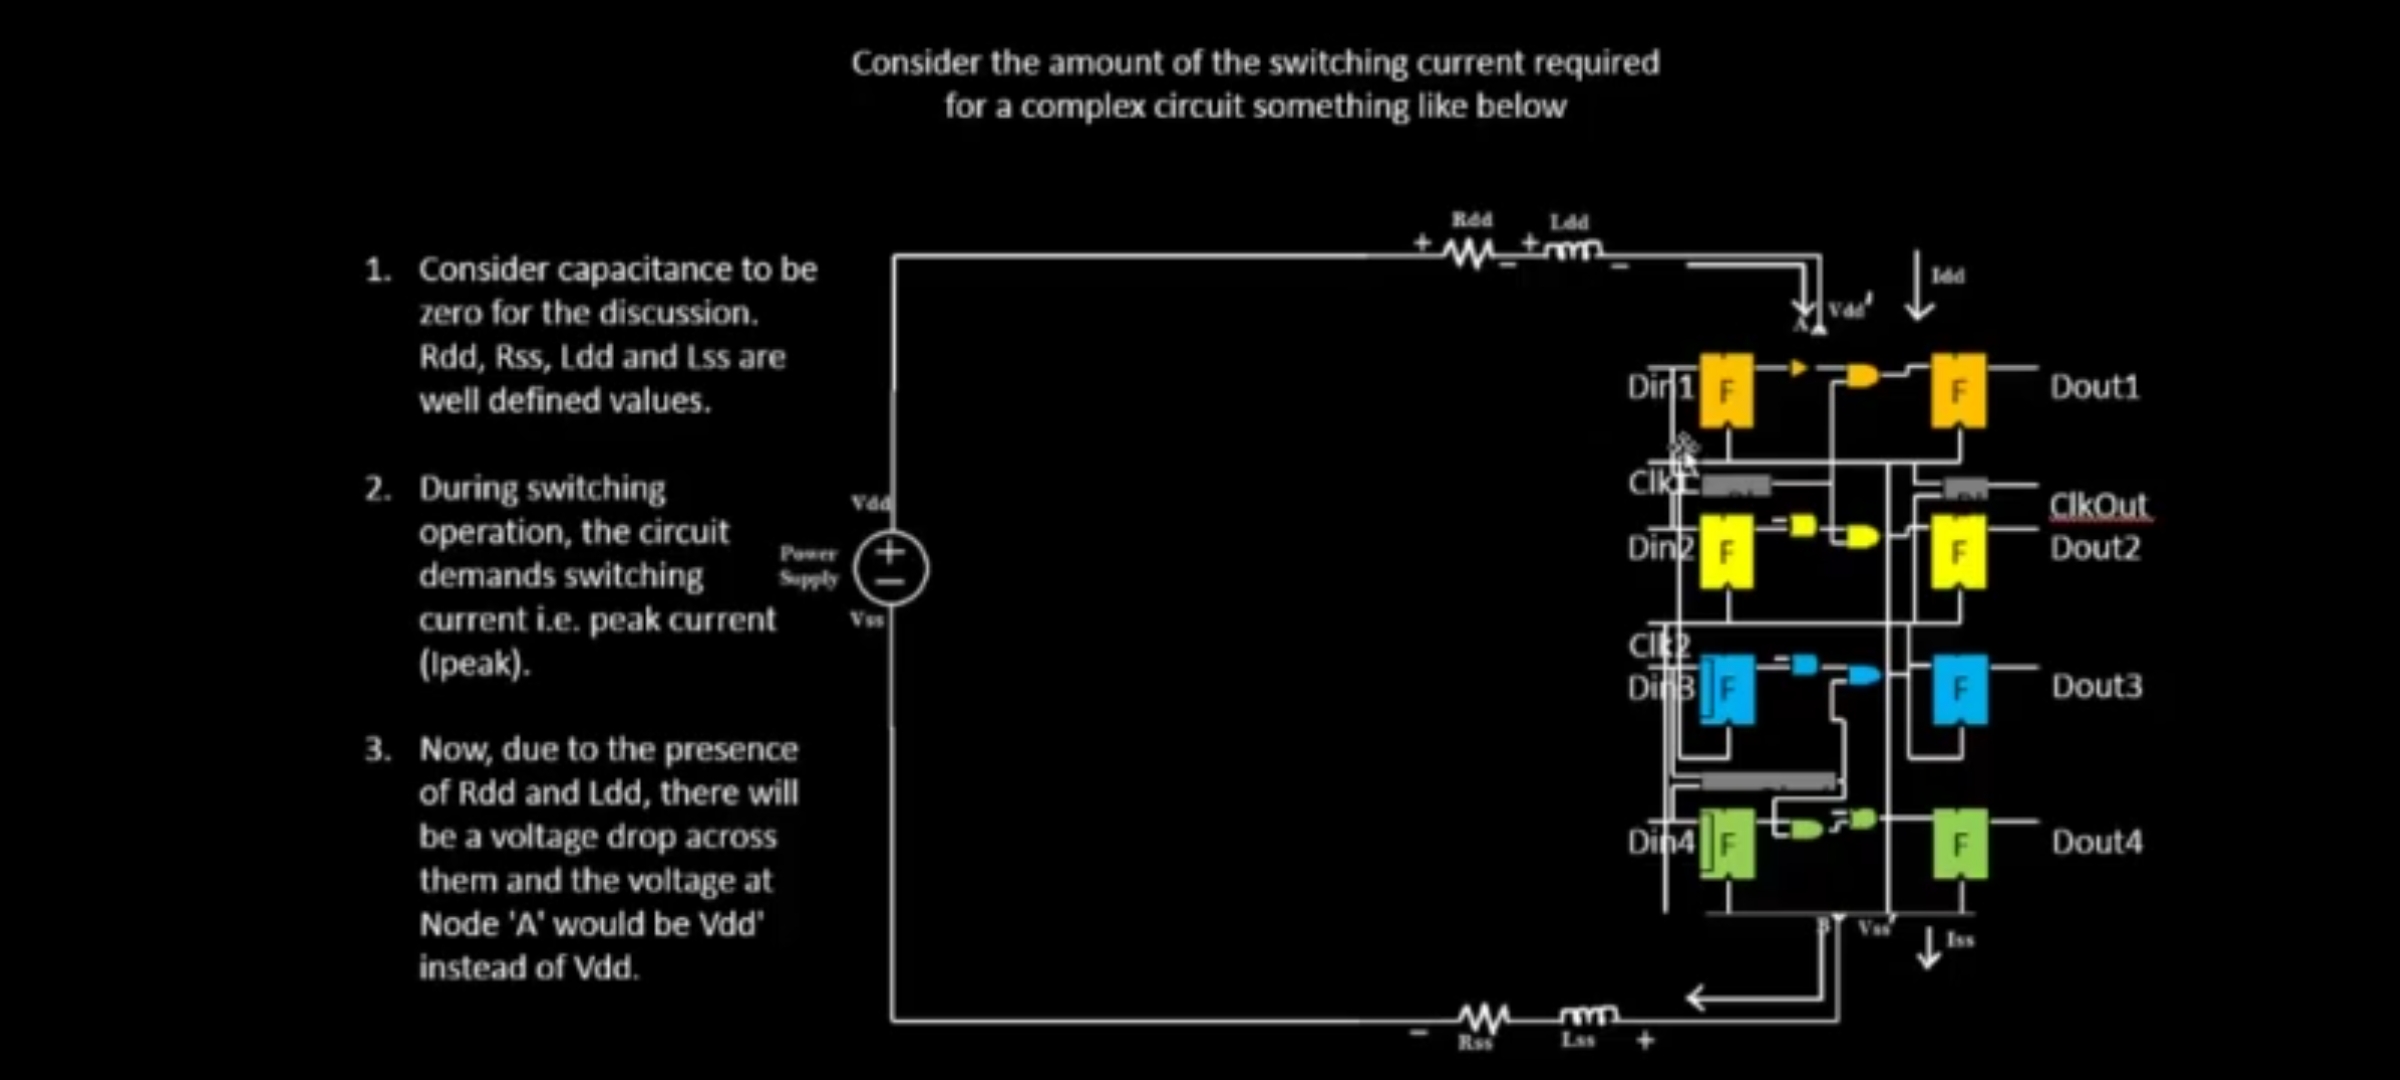 Consider the amount of the switching current required
for a complex circuit something like below
1. Consider capacitance to be
zero for the discussion.
Rdd, Rss, Ldd and Lss are
well defined values.
2. During switching
operation, the circuit
demands switching
current i.e. peak current
(Ipeak).
3. Now, due to the presence
of Rdd and Ldd, there will
be a voltage drop across
them and the voltage at
Node 'A' would be Vdd'
instead of Vdd.
Rdd Ldd
+ − + −
Vdd
Power
Supply
+
−
Vss
Idd
A Vdd'
Din1 F F Dout1
ClkOut
Din2 F F Dout2
Clk2
Din3 F F Dout3
Din4 F F Dout4
B Vss'
Iss
− Rss Lss +